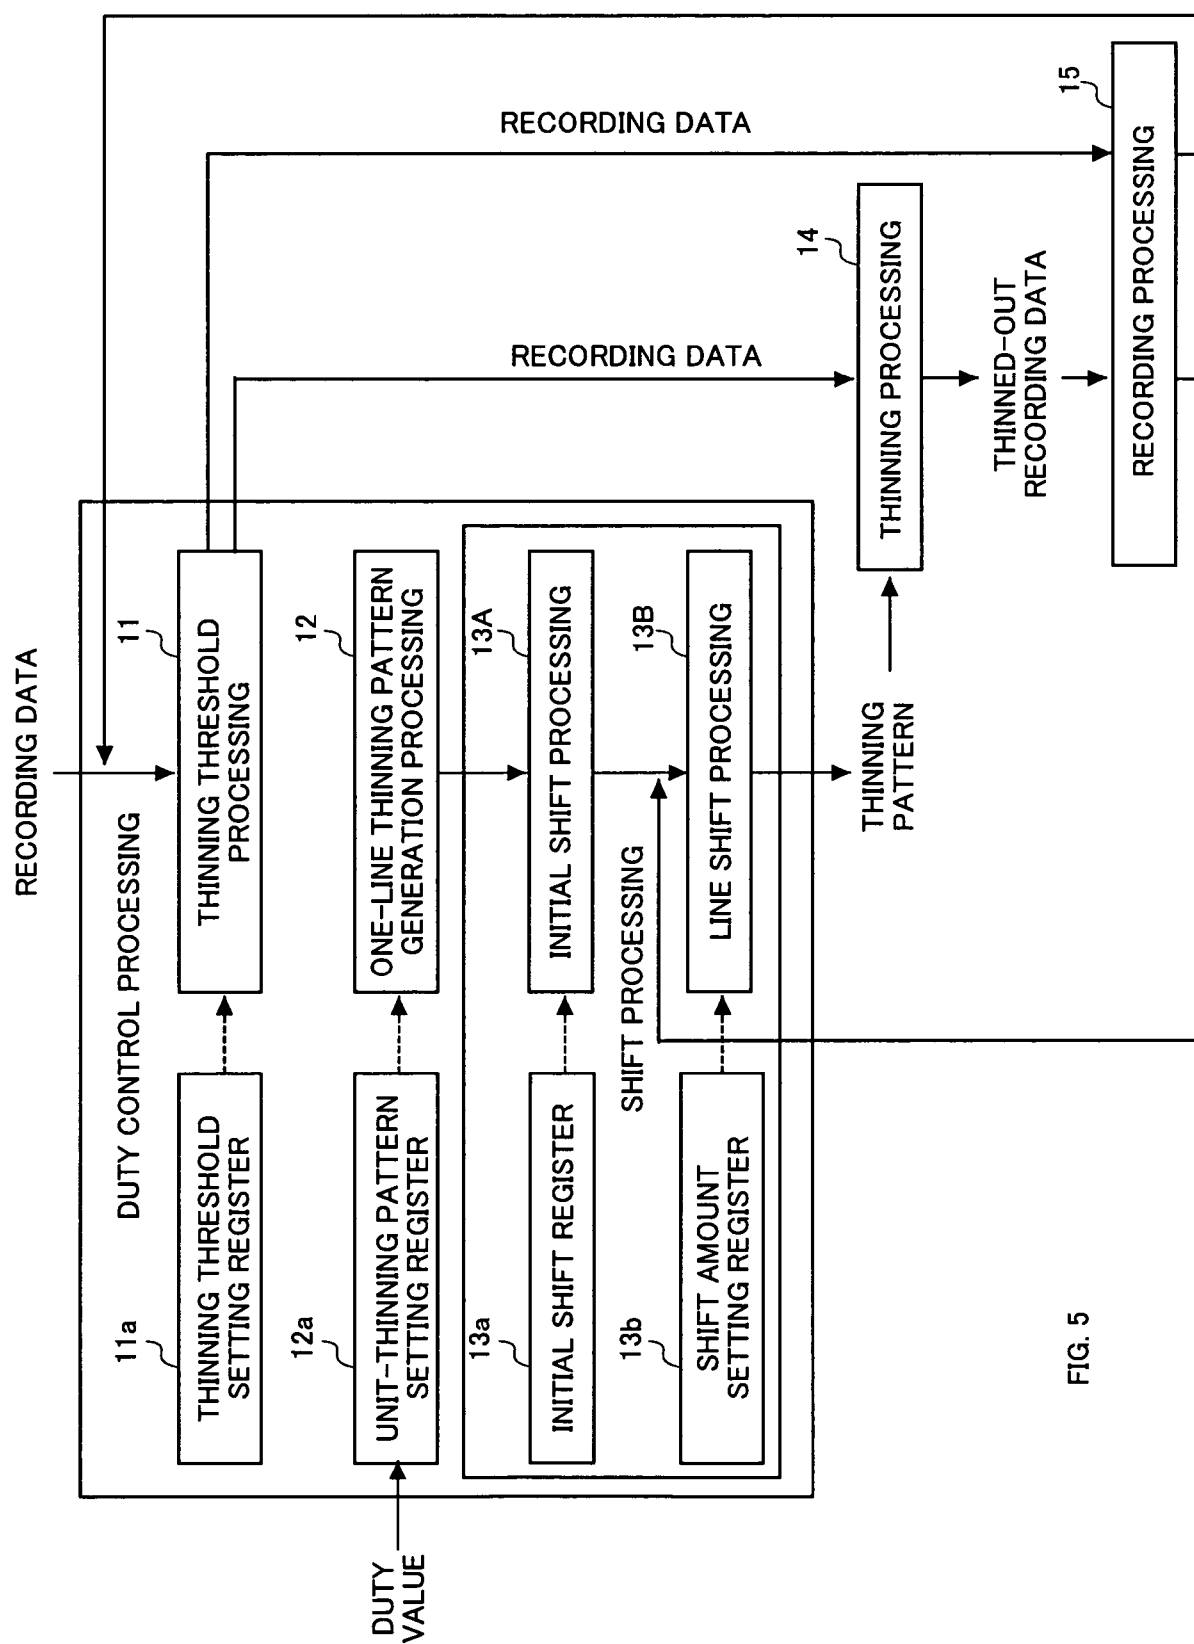 RECORDING DATA
DUTY CONTROL PROCESSING
11a
THINNING THRESHOLD
SETTING REGISTER
11
THINNING THRESHOLD
PROCESSING
RECORDING DATA
RECORDING DATA
DUTY
VALUE
12a
UNIT-THINNING PATTERN
SETTING REGISTER
12
ONE-LINE THINNING PATTERN
GENERATION PROCESSING
13a
INITIAL SHIFT REGISTER
13A
INITIAL SHIFT PROCESSING
SHIFT PROCESSING
13b
SHIFT AMOUNT
SETTING REGISTER
13B
LINE SHIFT PROCESSING
THINNING
PATTERN
14
THINNING PROCESSING
THINNED-OUT
RECORDING DATA
15
RECORDING PROCESSING
FIG. 5